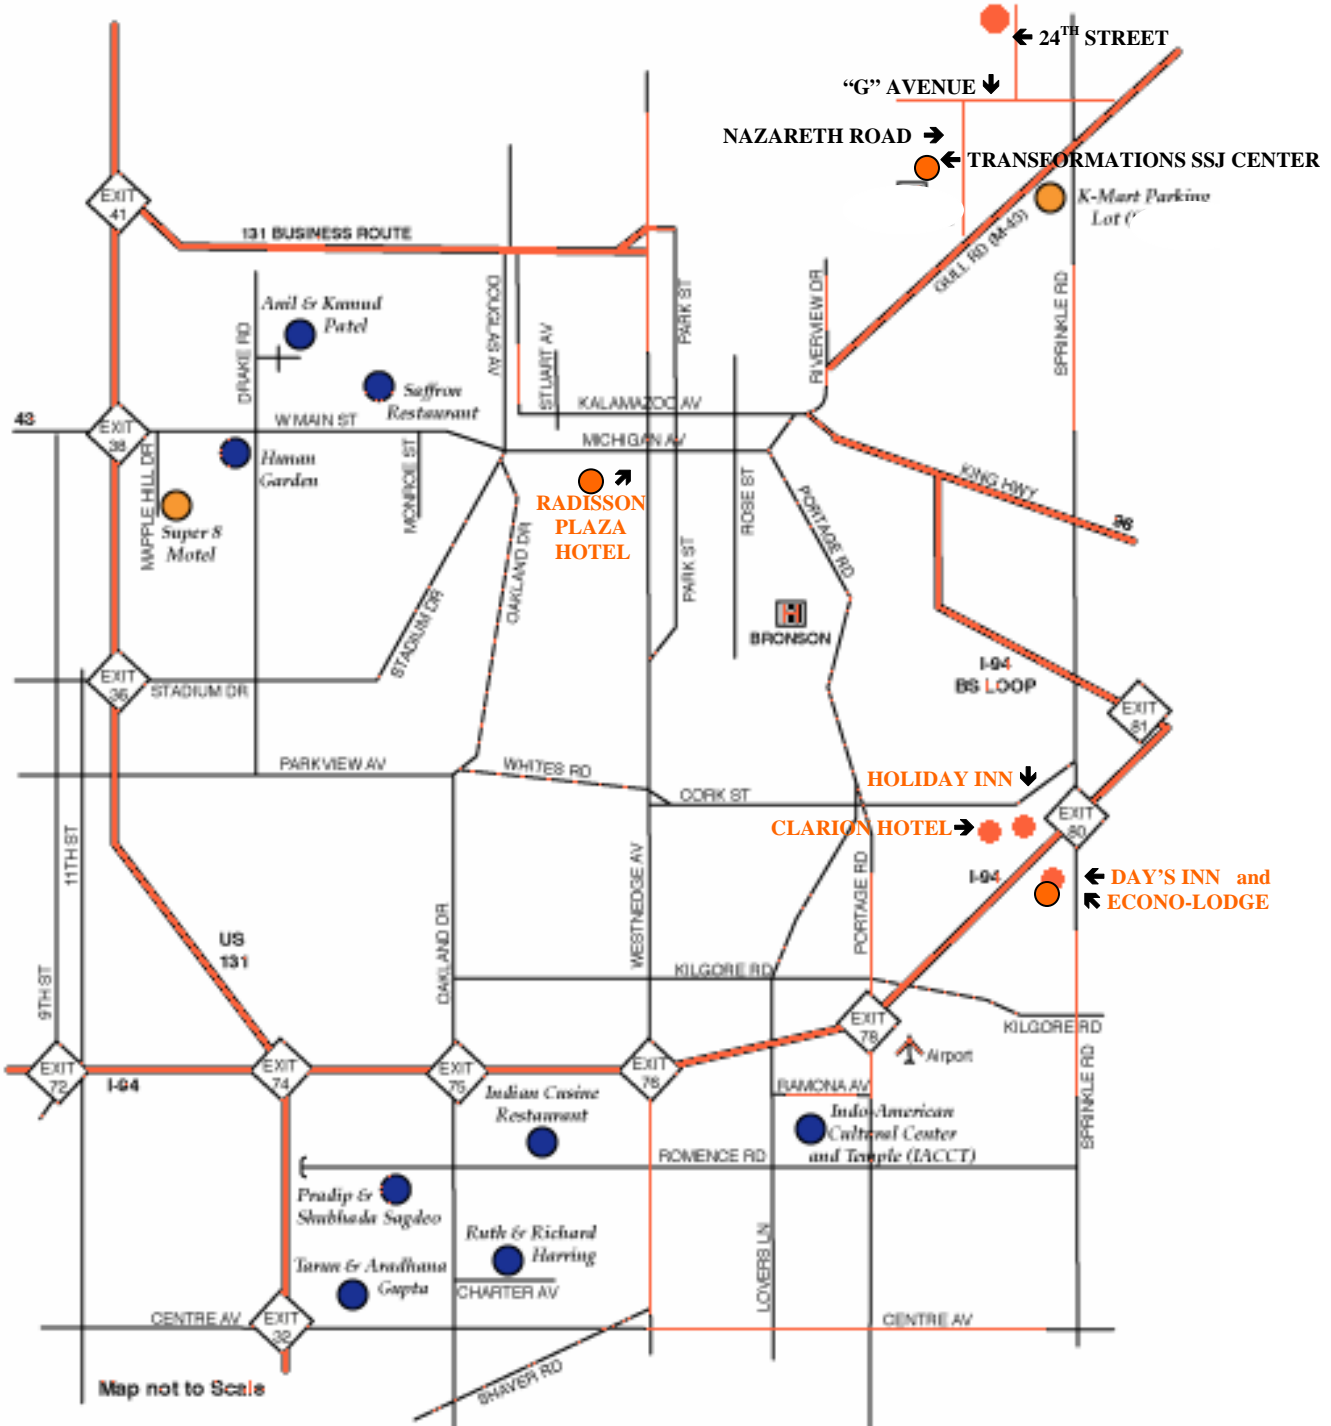 24TH STREET
“G” AVENUE
NAZARETH ROAD
TRANSFORMATIONS SSJ CENTER
EXIT
41
K-Mart Parking
Lot (
131 BUSINESS ROUTE
GULL RD (M-43)
DOUGLAS AV
PARK ST
RIVERVIEW DR
SPRINKLE RD
Anil & Kumud
Patel
DRAKE RD
STUART AV
Saffron
Restaurant
KALAMAZOO AV
43
W MAIN ST
EXIT
38
MICHIGAN AV
MAPPLE HILL DR
Hunan
Garden
MONROE ST
RADISSON
PLAZA
HOTEL
ROSE ST
PORTAGE RD
KING HWY
96
Super 8
Motel
OAKLAND DR
PARK ST
STADIUM DR
BRONSON
EXIT
36
STADIUM DR
I-94
BS LOOP
EXIT
81
PARKVIEW AV
WHITES RD
HOLIDAY INN
CORK ST
EXIT
80
CLARION HOTEL
11TH ST
WESTNEDGE AV
PORTAGE RD
I-94
DAY’S INN and
ECONO-LODGE
US
131
OAKLAND DR
9TH ST
KILGORE RD
EXIT
78
KILGORE RD
Airport
EXIT
72
I-94
EXIT
74
EXIT
75
EXIT
76
RAMONA AV
SPRINKLE RD
Indian Cusine
Restaurant
Indo-American
Cultural Center
and Temple (IACCT)
ROMENCE RD
Pradip &
Shubhada Sagdeo
Ruth & Richard
Harring
LOVERS LN
Tarun & Aradhana
Gupta
CHARTER AV
CENTRE AV
EXIT
32
CENTRE AV
SHAVER RD
Map not to Scale